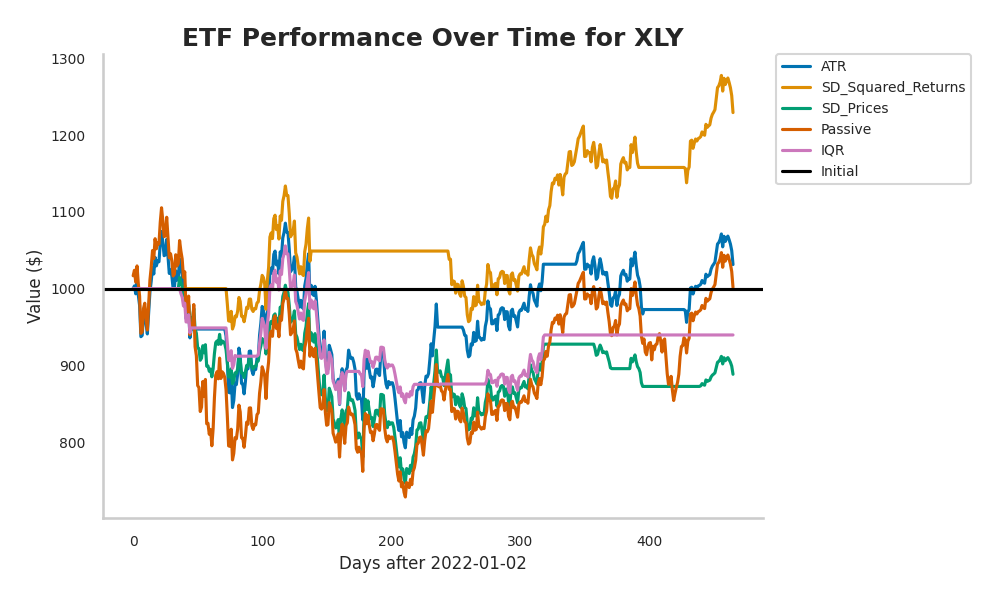 ETF Performance Over Time for XLY
1300
1200
1100
1000
900
800
Value ($)
0 100 200 300 400
Days after 2022-01-02
ATR
SD_Squared_Returns
SD_Prices
Passive
IQR
Initial